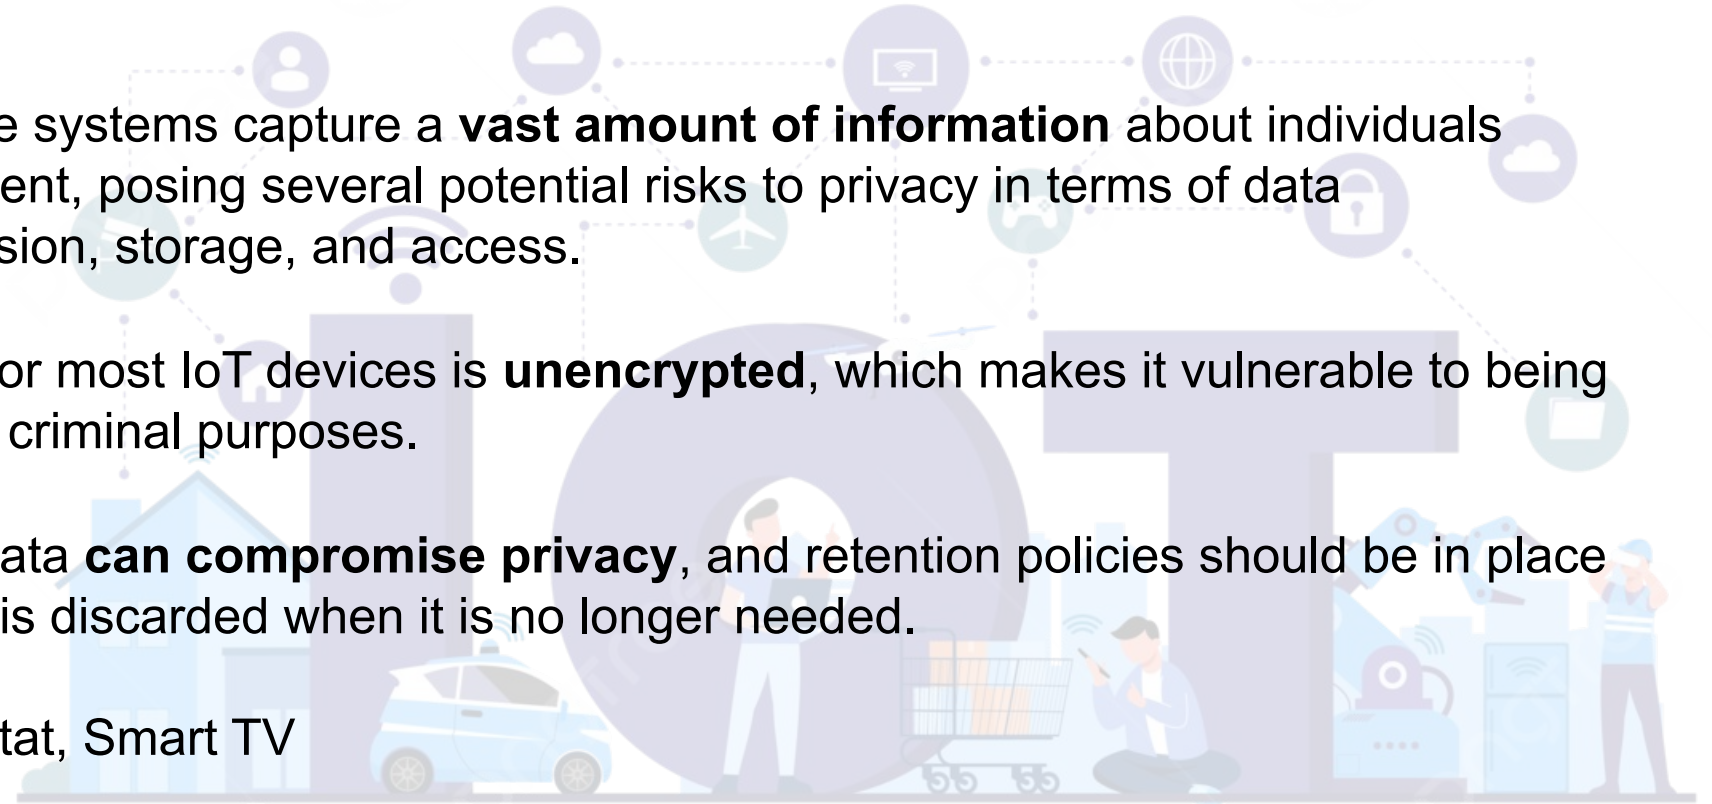 e systems capture a vast amount of information about individuals
ent, posing several potential risks to privacy in terms of data
sion, storage, and access.
or most IoT devices is unencrypted, which makes it vulnerable to being
criminal purposes.
ata can compromise privacy, and retention policies should be in place
is discarded when it is no longer needed.
tat, Smart TV
IOT